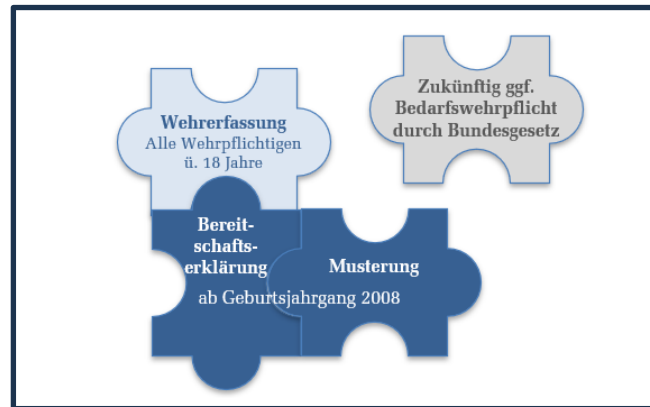 Wehrerfassung
Alle Wehrpflichtigen
ü. 18 Jahre
Zukünftig ggf.
Bedarfswehrpflicht
durch Bundesgesetz
Bereit-
schafts-
erklärung
Musterung
ab Geburtsjahrgang 2008